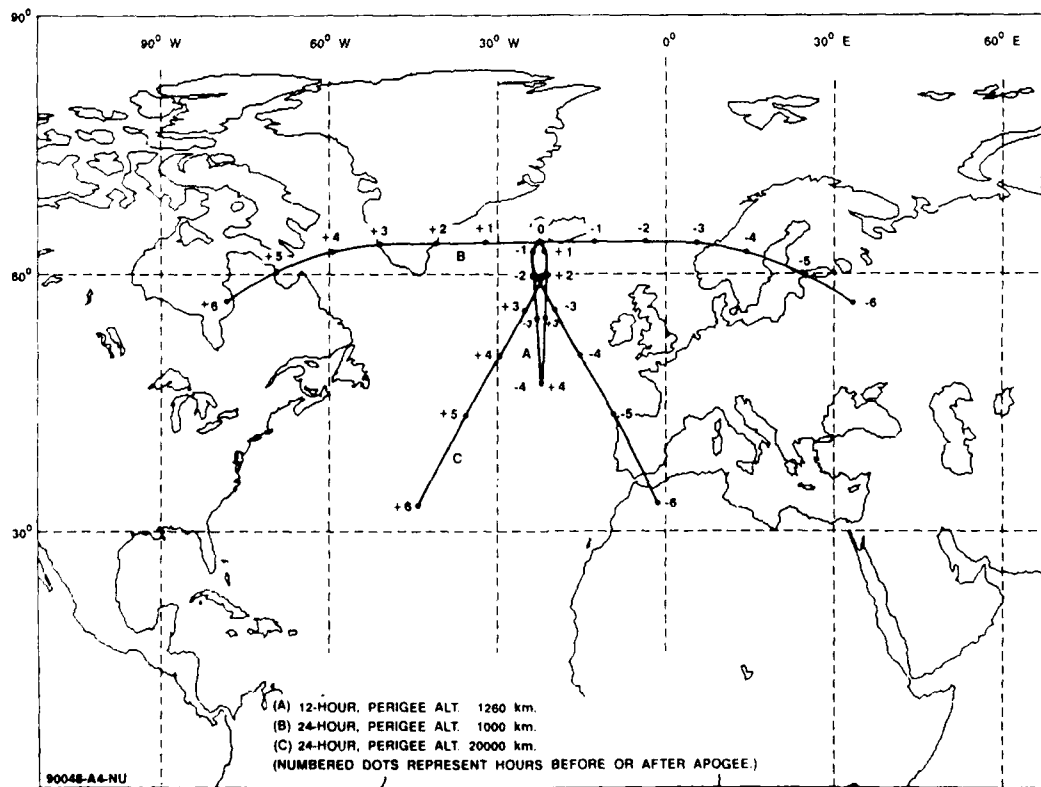 90° W 60° W 30° W 0° 30° E 60° E
90°
+3 +2 +1 0 -1 -2 -3
+4 B -1 +1 -4
+5 -5
60° -2 +2
+6 -6
+3 -3
-3 +3
+4 A -4
-4 +4
+5 -5
C
+6 -6
30°
(A) 12-HOUR, PERIGEE ALT. 1260 km.
(B) 24-HOUR, PERIGEE ALT. 1000 km.
(C) 24-HOUR, PERIGEE ALT. 20000 km.
(NUMBERED DOTS REPRESENT HOURS BEFORE OR AFTER APOGEE.)
90048-A4-NU